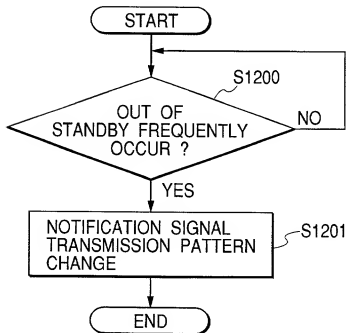 START
S1200
OUT OF
STANDBY FREQUENTLY
OCCUR ?
NO
YES
NOTIFICATION SIGNAL
TRANSMISSION PATTERN
CHANGE
S1201
END